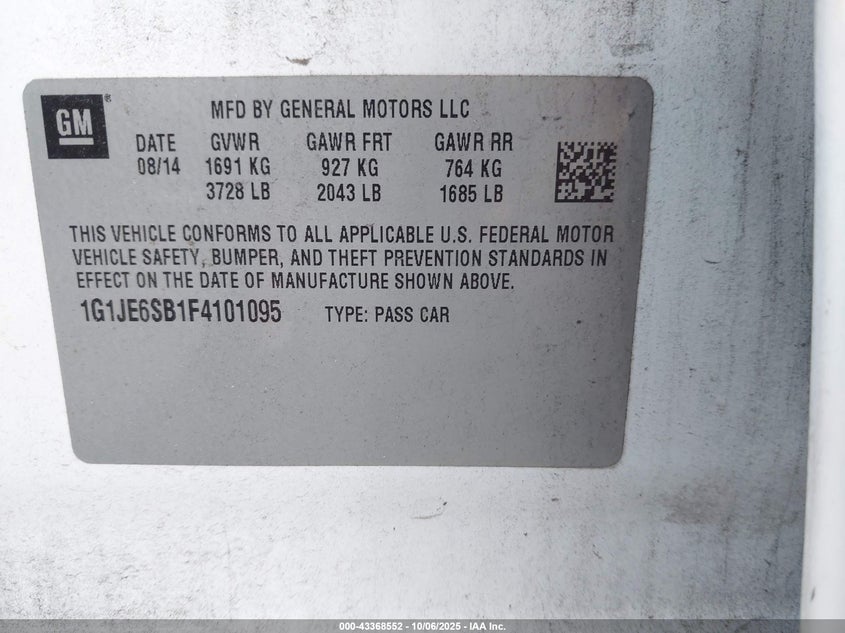 GM
MFD BY GENERAL MOTORS LLC
DATE GVWR GAWR FRT GAWR RR
08/14 1691 KG 927 KG 764 KG
3728 LB 2043 LB 1685 LB
THIS VEHICLE CONFORMS TO ALL APPLICABLE U.S. FEDERAL MOTOR
VEHICLE SAFETY, BUMPER, AND THEFT PREVENTION STANDARDS IN
EFFECT ON THE DATE OF MANUFACTURE SHOWN ABOVE.
1G1JE6SB1F4101095 TYPE: PASS CAR
000-43368552 - 10/06/2025 - IAA Inc.